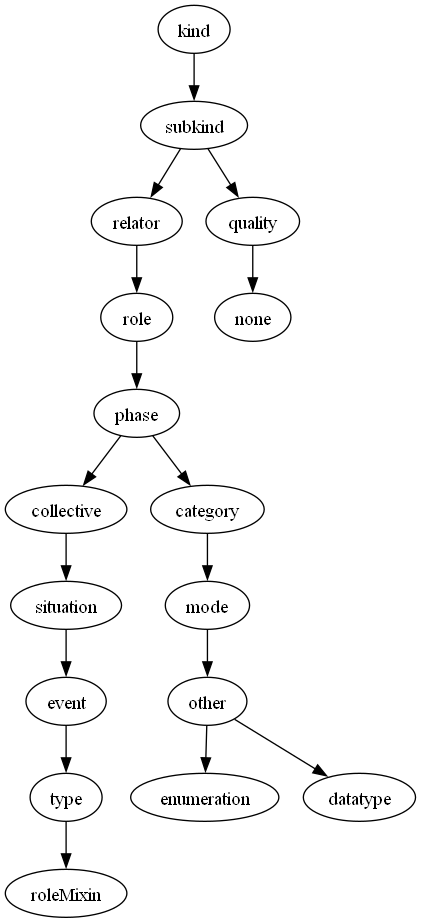 kind
subkind
relator
quality
role
none
phase
collective
category
situation
mode
event
other
type
enumeration
datatype
roleMixin